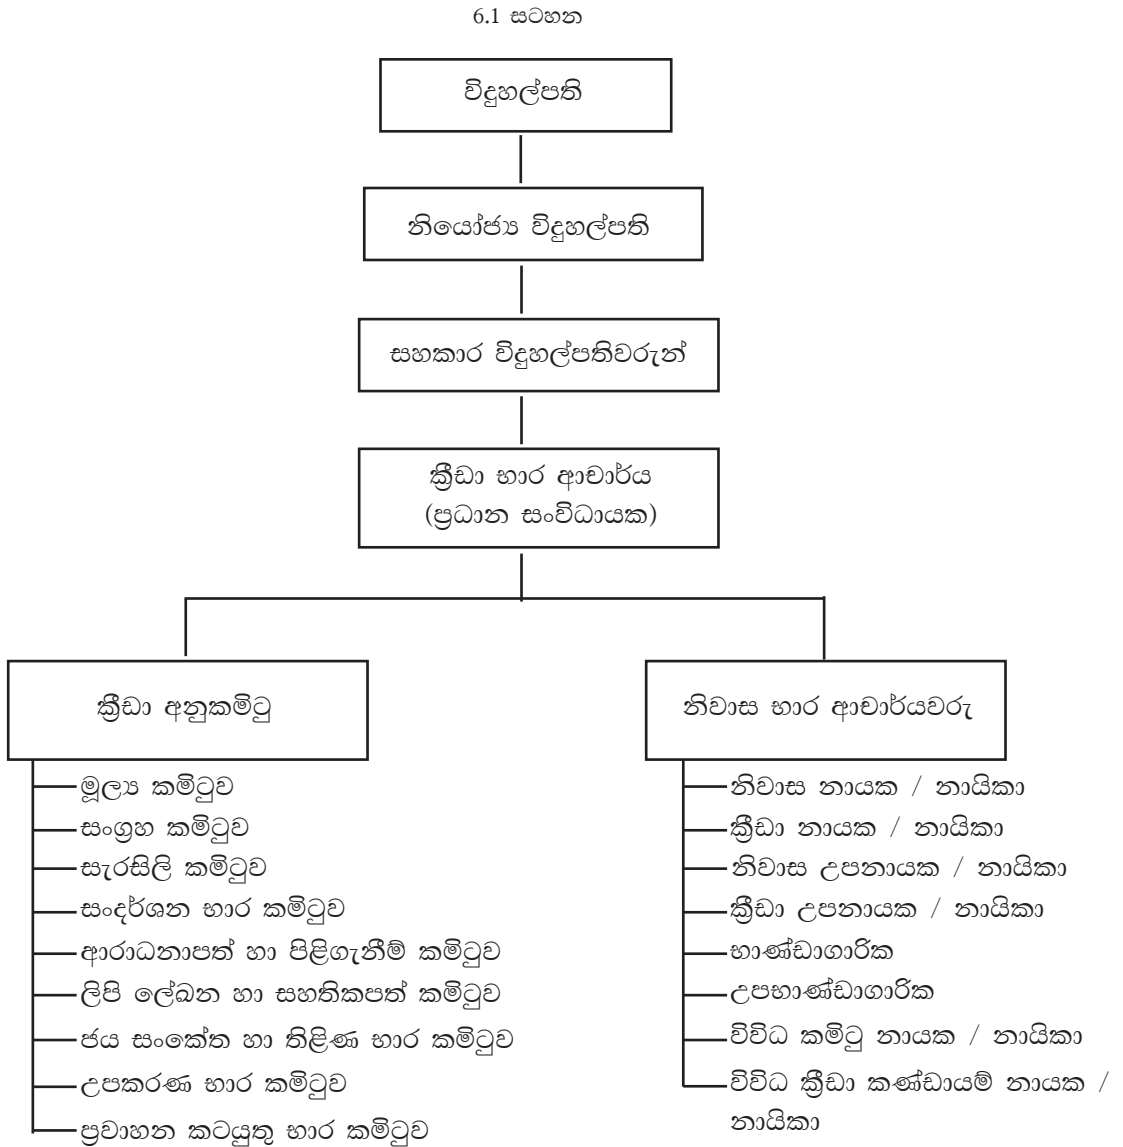 6.1 සටහන
විදුහල්පති
නියෝජ්‍ය විදුහල්පති
සහකාර විදුහල්පතිවරුන්
ක්‍රීඩා භාර ආචාර්ය
(ප්‍රධාන සංවිධායක)
ක්‍රීඩා අනුකමිටු
මූල්‍ය කමිටුව
සංග්‍රහ කමිටුව
සැරසිලි කමිටුව
සංදර්ශන භාර කමිටුව
ආරාධනාපත් හා පිළිගැනීම් කමිටුව
ලිපි ලේඛන හා සහතිකපත් කමිටුව
ජය සංකේත හා තිළිණ භාර කමිටුව
උපකරණ භාර කමිටුව
ප්‍රවාහන කටයුතු භාර කමිටුව
නිවාස භාර ආචාර්යවරු
නිවාස නායක / නායිකා
ක්‍රීඩා නායක / නායිකා
නිවාස උපනායක / නායිකා
ක්‍රීඩා උපනායක / නායිකා
භාණ්ඩාගාරික
උපභාණ්ඩාගාරික
විවිධ කමිටු නායක / නායිකා
විවිධ ක්‍රීඩා කණ්ඩායම් නායක /
නායිකා